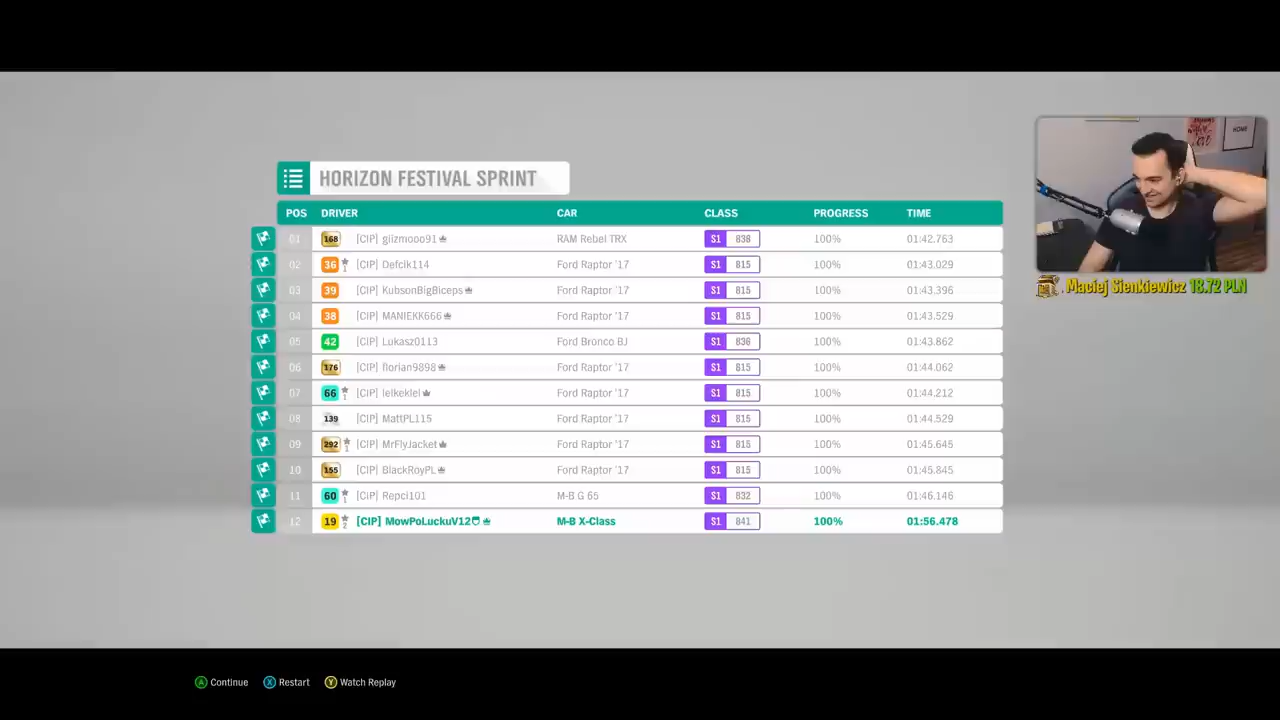 HORIZON FESTIVAL SPRINT
POS DRIVER CAR CLASS PROGRESS TIME
01 168 [CIP] giizmooo91 RAM Rebel TRX S1 838 100% 01:42.763
02 36 1 [CIP] Defcik114 Ford Raptor '17 S1 815 100% 01:43.029
03 39 [CIP] KubsonBigBiceps Ford Raptor '17 S1 815 100% 01:43.396
04 38 [CIP] MANIEKK666 Ford Raptor '17 S1 815 100% 01:43.529
05 42 [CIP] Lukasz0113 Ford Bronco BJ S1 836 100% 01:43.862
06 176 [CIP] florian9898 Ford Raptor '17 S1 815 100% 01:44.062
07 66 1 [CIP] lelkeklel Ford Raptor '17 S1 815 100% 01:44.212
08 139 [CIP] MattPL115 Ford Raptor '17 S1 815 100% 01:44.529
09 292 1 [CIP] MrFlyJacket Ford Raptor '17 S1 815 100% 01:45.645
10 155 [CIP] BlackRoyPL Ford Raptor '17 S1 815 100% 01:45.845
11 60 1 [CIP] Repci101 M-B G 65 S1 832 100% 01:46.146
12 19 2 [CIP] MowPoLuckuV12 M-B X-Class S1 841 100% 01:56.478
HOME
Maciej Sienkiewicz 18.72 PLN
A Continue X Restart Y Watch Replay